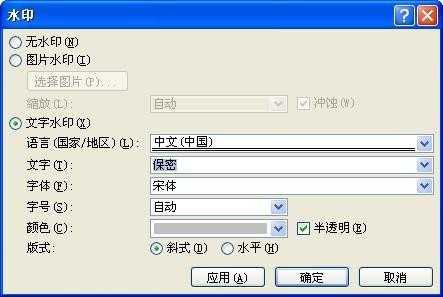 水印
无水印(N)
图片水印(I)
选择图片(P)...
缩放(L): 自动 冲蚀(W)
文字水印(X)
语言(国家/地区)(L): 中文(中国)
文字(T): 保密
字体(F): 宋体
字号(S): 自动
颜色(C): 半透明(E)
版式: 斜式(D) 水平(H)
应用(A) 确定 取消